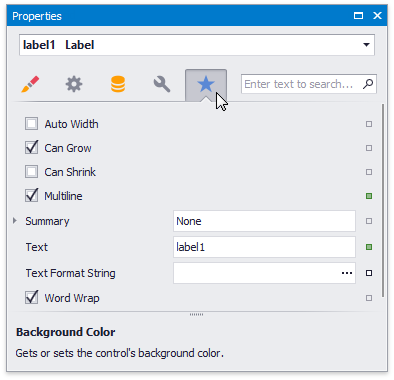 Properties
label1 Label
Enter text to search...
Auto Width
Can Grow
Can Shrink
Multiline
Summary None
Text label1
Text Format String ...
Word Wrap
Background Color
Gets or sets the control's background color.